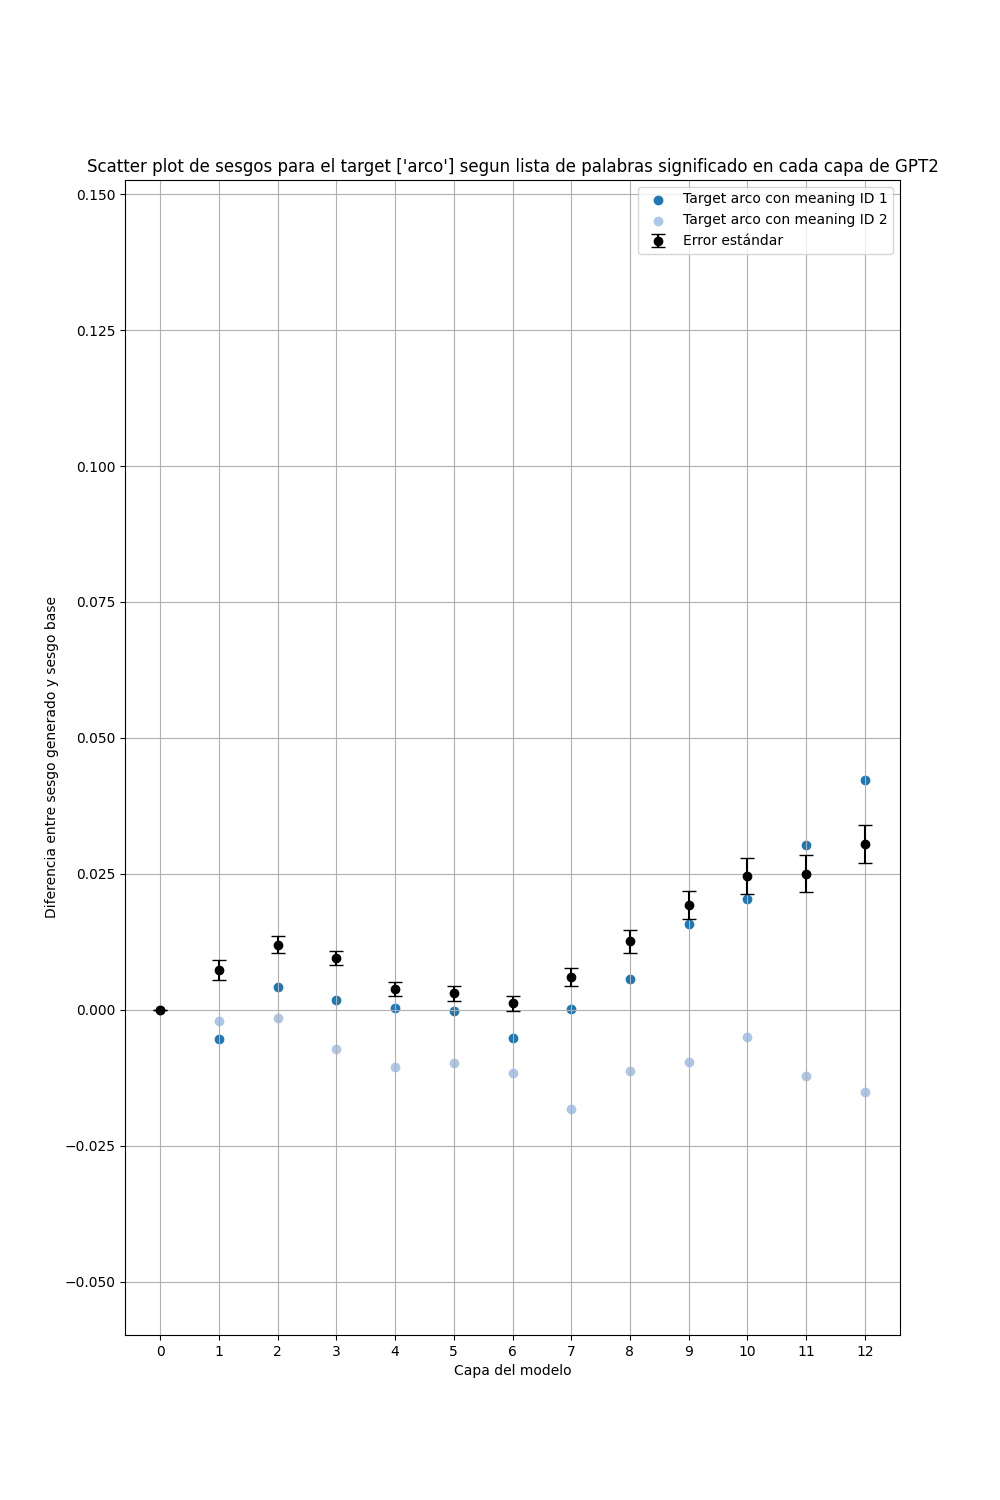 Scatter plot de sesgos para el target ['arco'] segun lista de palabras significado en cada capa de GPT2
Target arco con meaning ID 1
Target arco con meaning ID 2
Error estándar
Diferencia entre sesgo generado y sesgo base
0.150
0.125
0.100
0.075
0.050
0.025
0.000
−0.025
−0.050
0 1 2 3 4 5 6 7 8 9 10 11 12
Capa del modelo